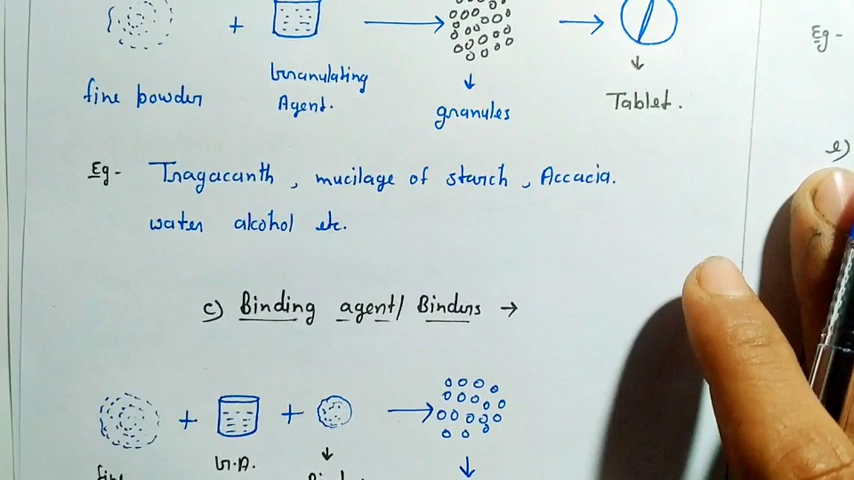 +
fine powder
Granulating
Agent.
granules
Tablet.
Eg- Tragacanth, mucilage of starch, Accacia.
water alcohol etc.
c) Binding agent/Binders →
+ +
fine
G.A.
Eg-
e)